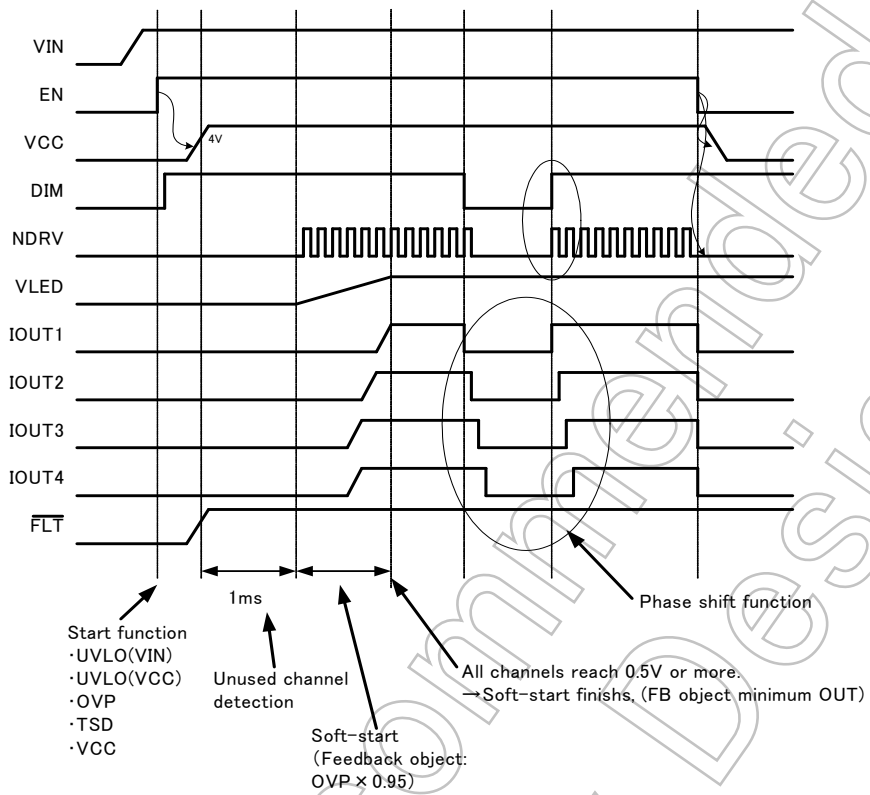 VIN
EN
VCC
4V
DIM
NDRV
VLED
IOUT1
IOUT2
IOUT3
IOUT4
FLT
1ms
Phase shift function
Start function
·UVLO(VIN)
·UVLO(VCC)
·OVP
·TSD
·VCC
Unused channel
detection
All channels reach 0.5V or more.
→Soft-start finishs, (FB object minimum OUT)
Soft-start
(Feedback object:
OVP × 0.95)
commended
Desi